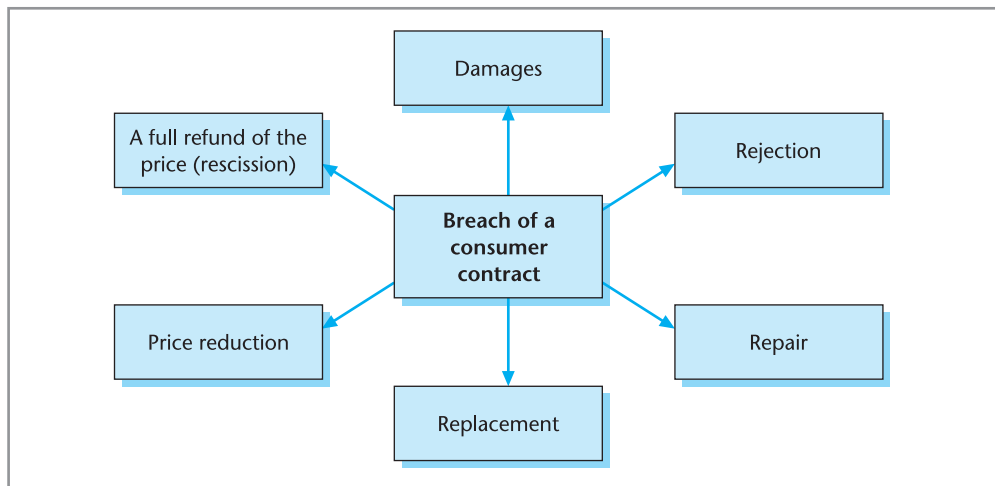 Damages
A full refund of the
price (rescission)
Rejection
Breach of a
consumer
contract
Price reduction
Repair
Replacement